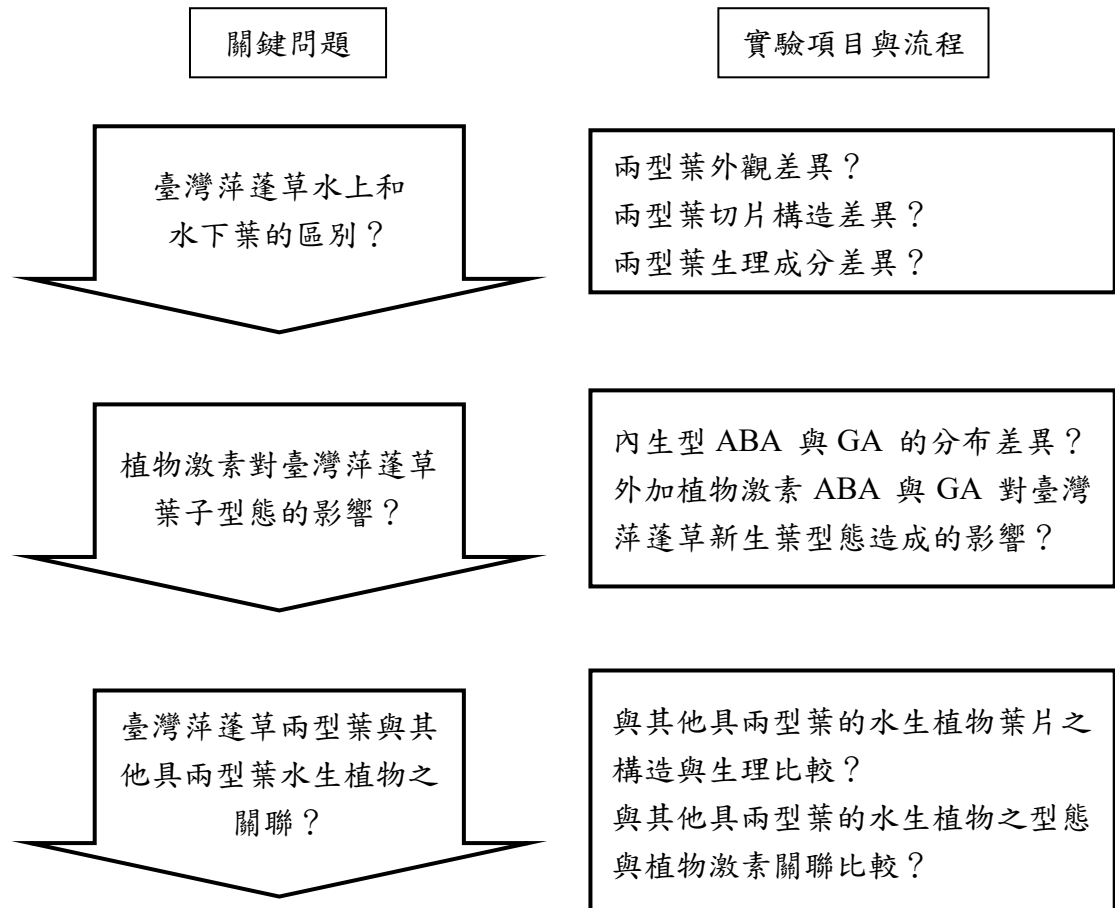 關鍵問題
實驗項目與流程
臺灣萍蓬草水上和
水下葉的區別？
兩型葉外觀差異？
兩型葉切片構造差異？
兩型葉生理成分差異？
植物激素對臺灣萍蓬草
葉子型態的影響？
內生型 ABA 與 GA 的分布差異？
外加植物激素 ABA 與 GA 對臺灣
萍蓬草新生葉型態造成的影響？
臺灣萍蓬草兩型葉與其
他具兩型葉水生植物之
關聯？
與其他具兩型葉的水生植物葉片之
構造與生理比較？
與其他具兩型葉的水生植物之型態
與植物激素關聯比較？